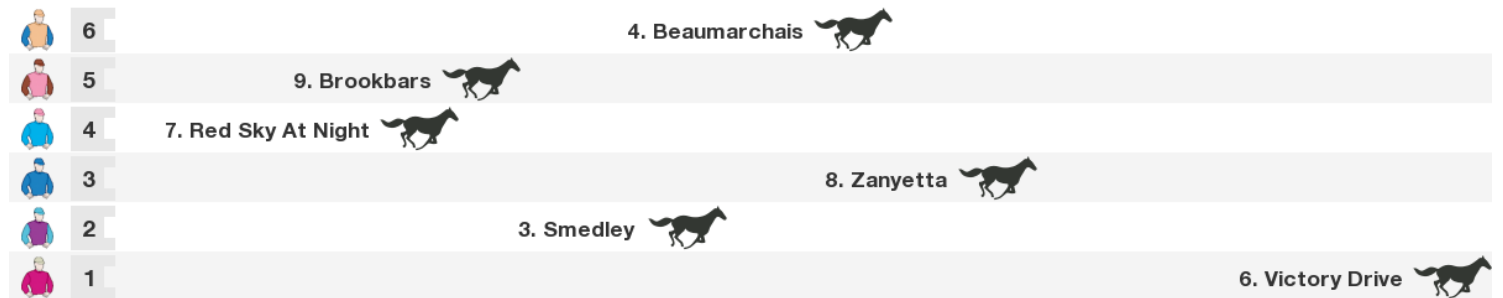 6 4. Beaumarchais
5 9. Brookbars
4 7. Red Sky At Night
3 8. Zanyetta
2 3. Smedley
1 6. Victory Drive